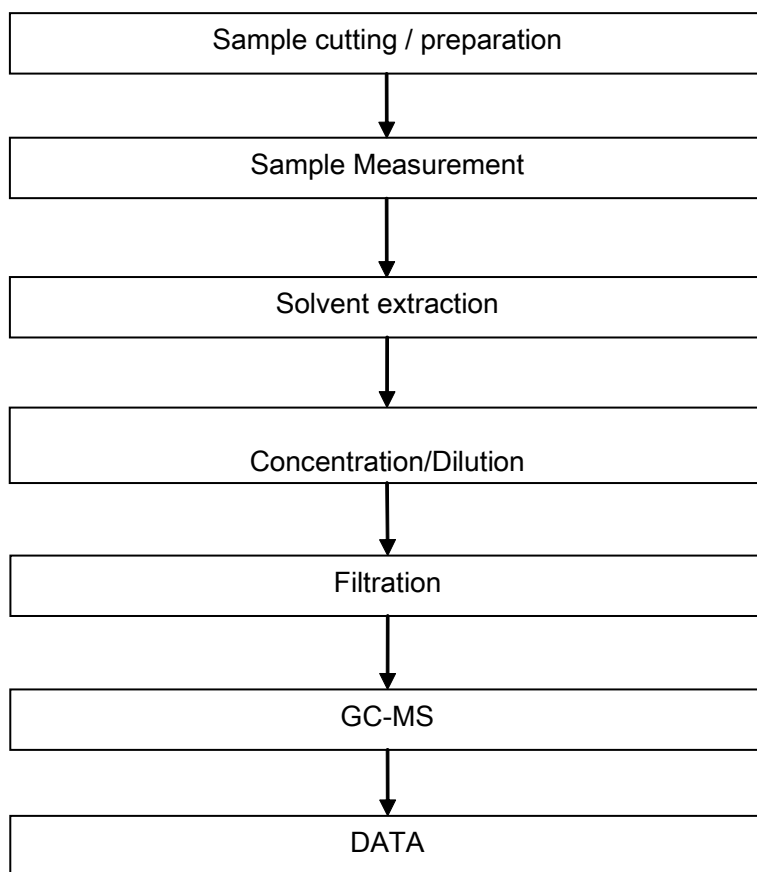 Sample cutting / preparation
Sample Measurement
Solvent extraction
Concentration/Dilution
Filtration
GC-MS
DATA